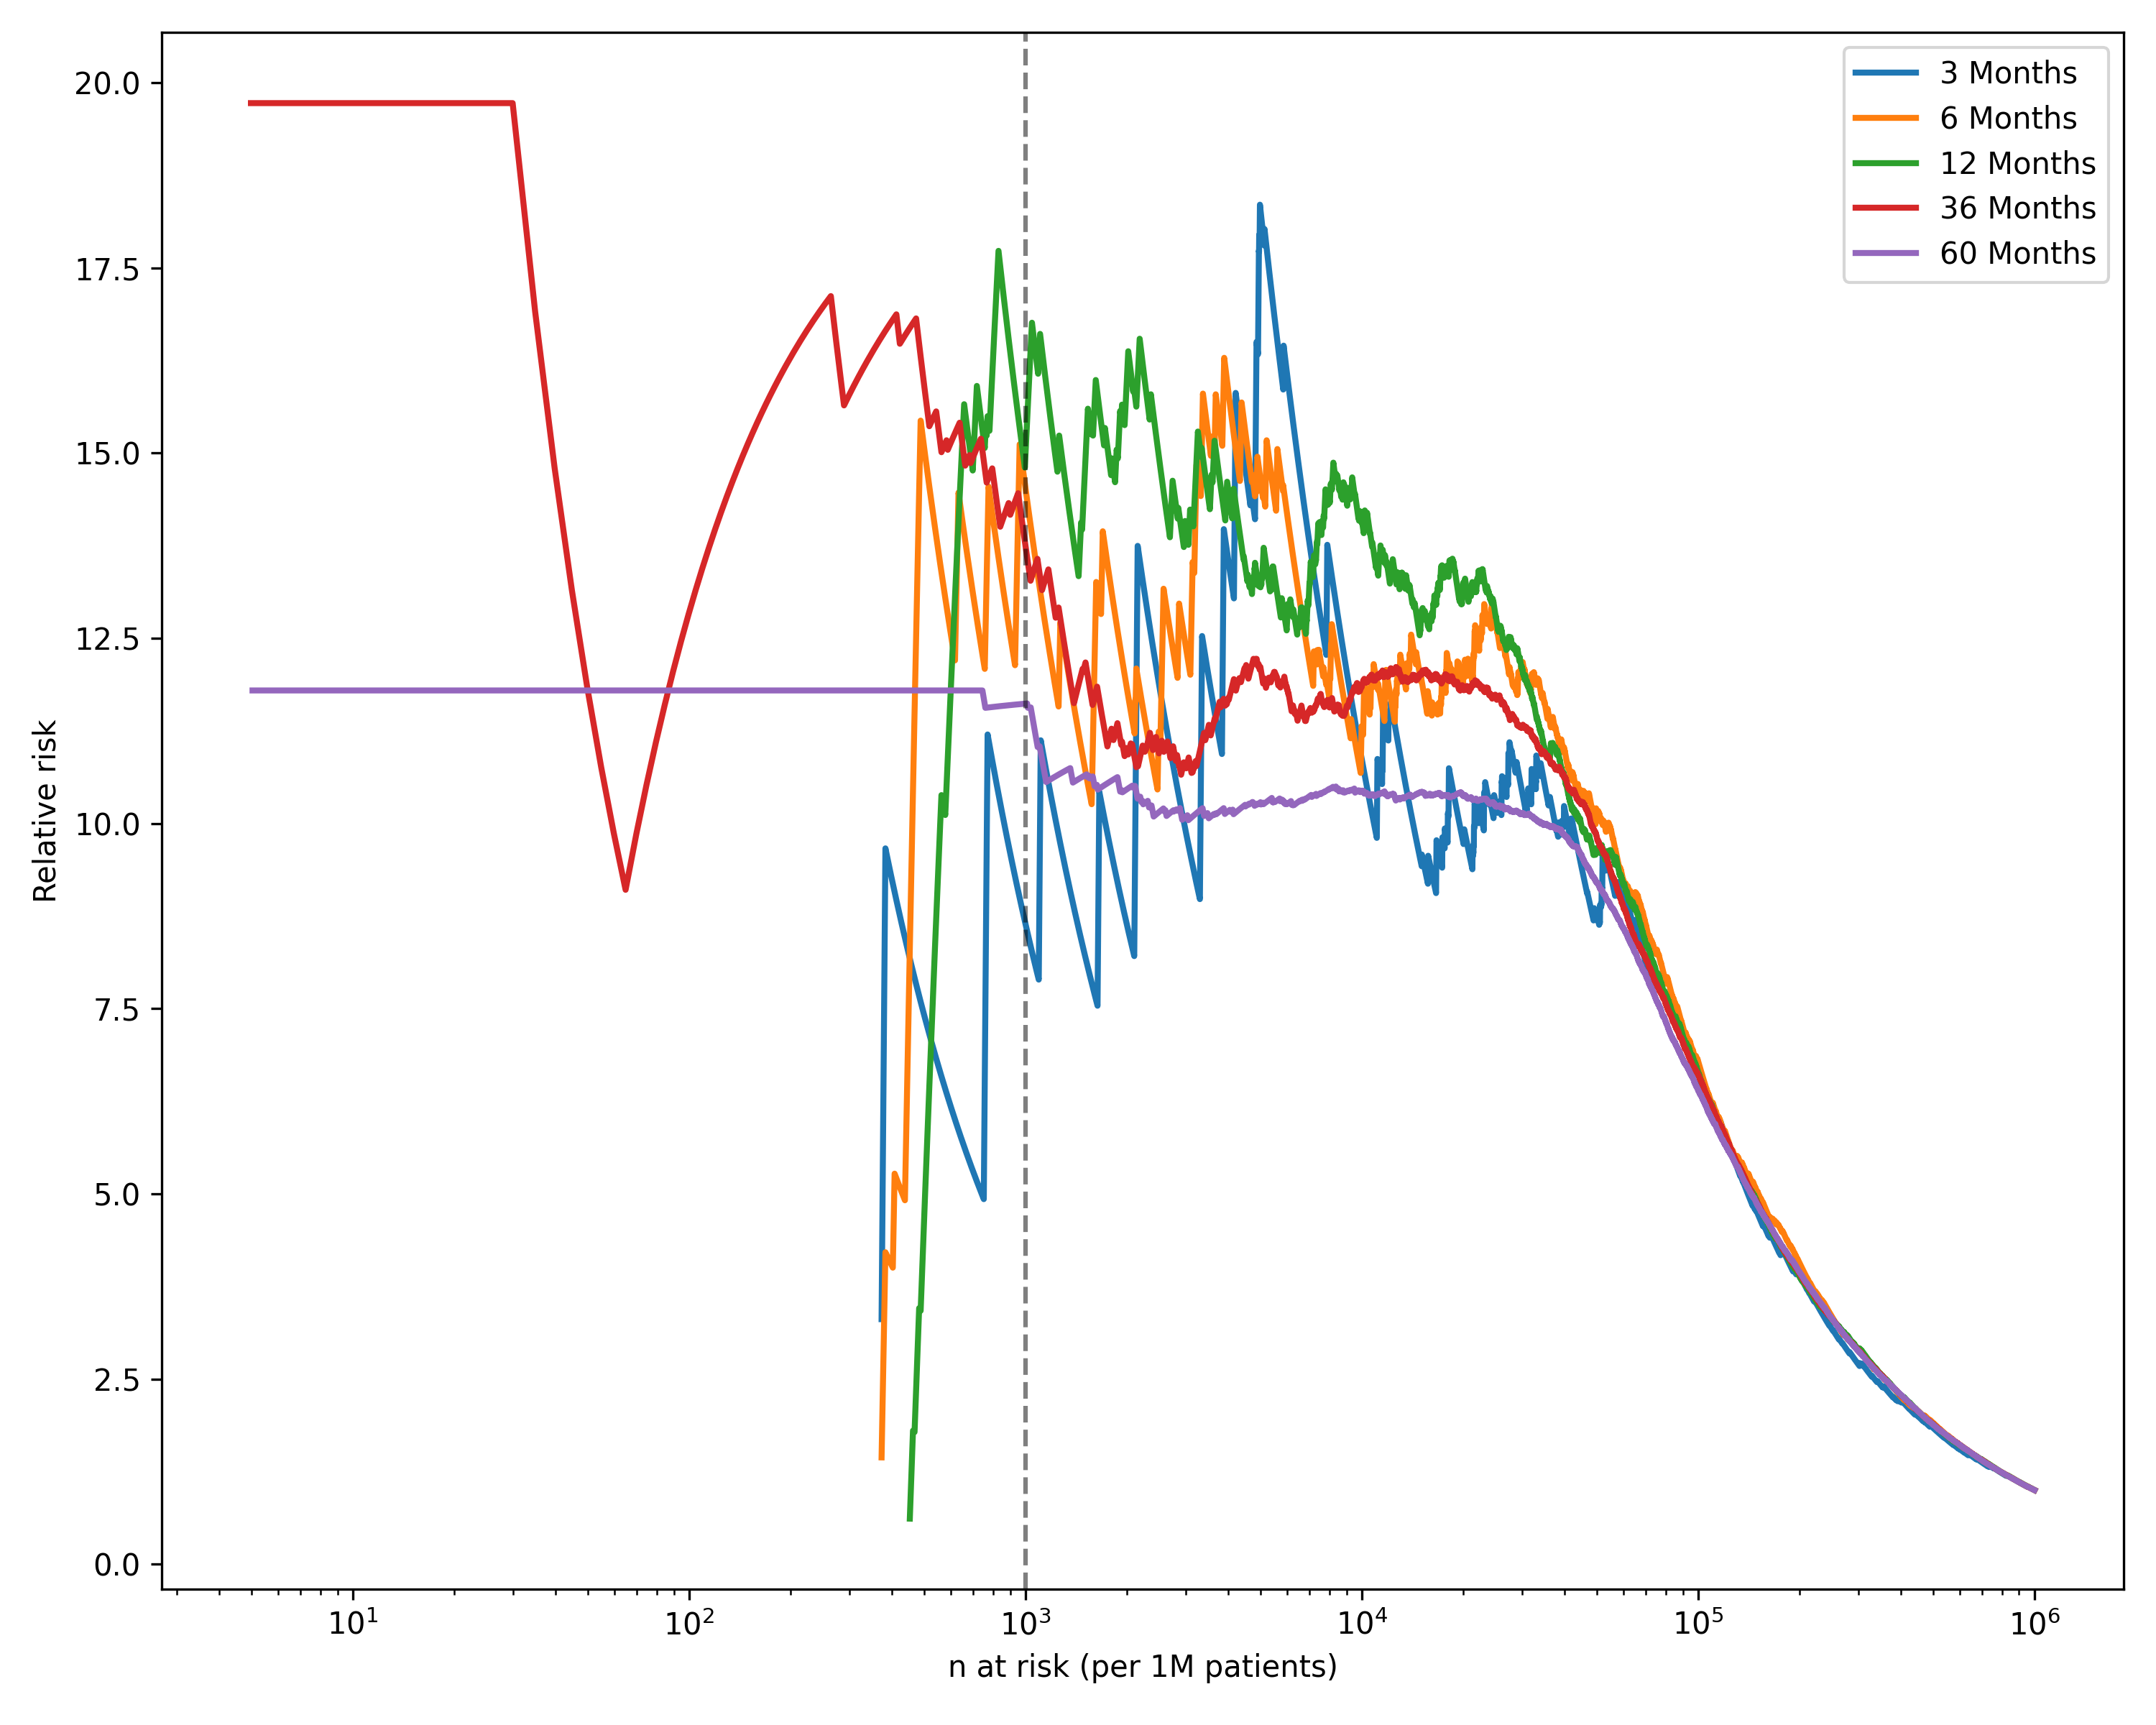 20.0
17.5
15.0
12.5
10.0
7.5
5.0
2.5
0.0
Relative risk
10¹
10²
10³
10⁴
10⁵
10⁶
n at risk (per 1M patients)
3 Months
6 Months
12 Months
36 Months
60 Months